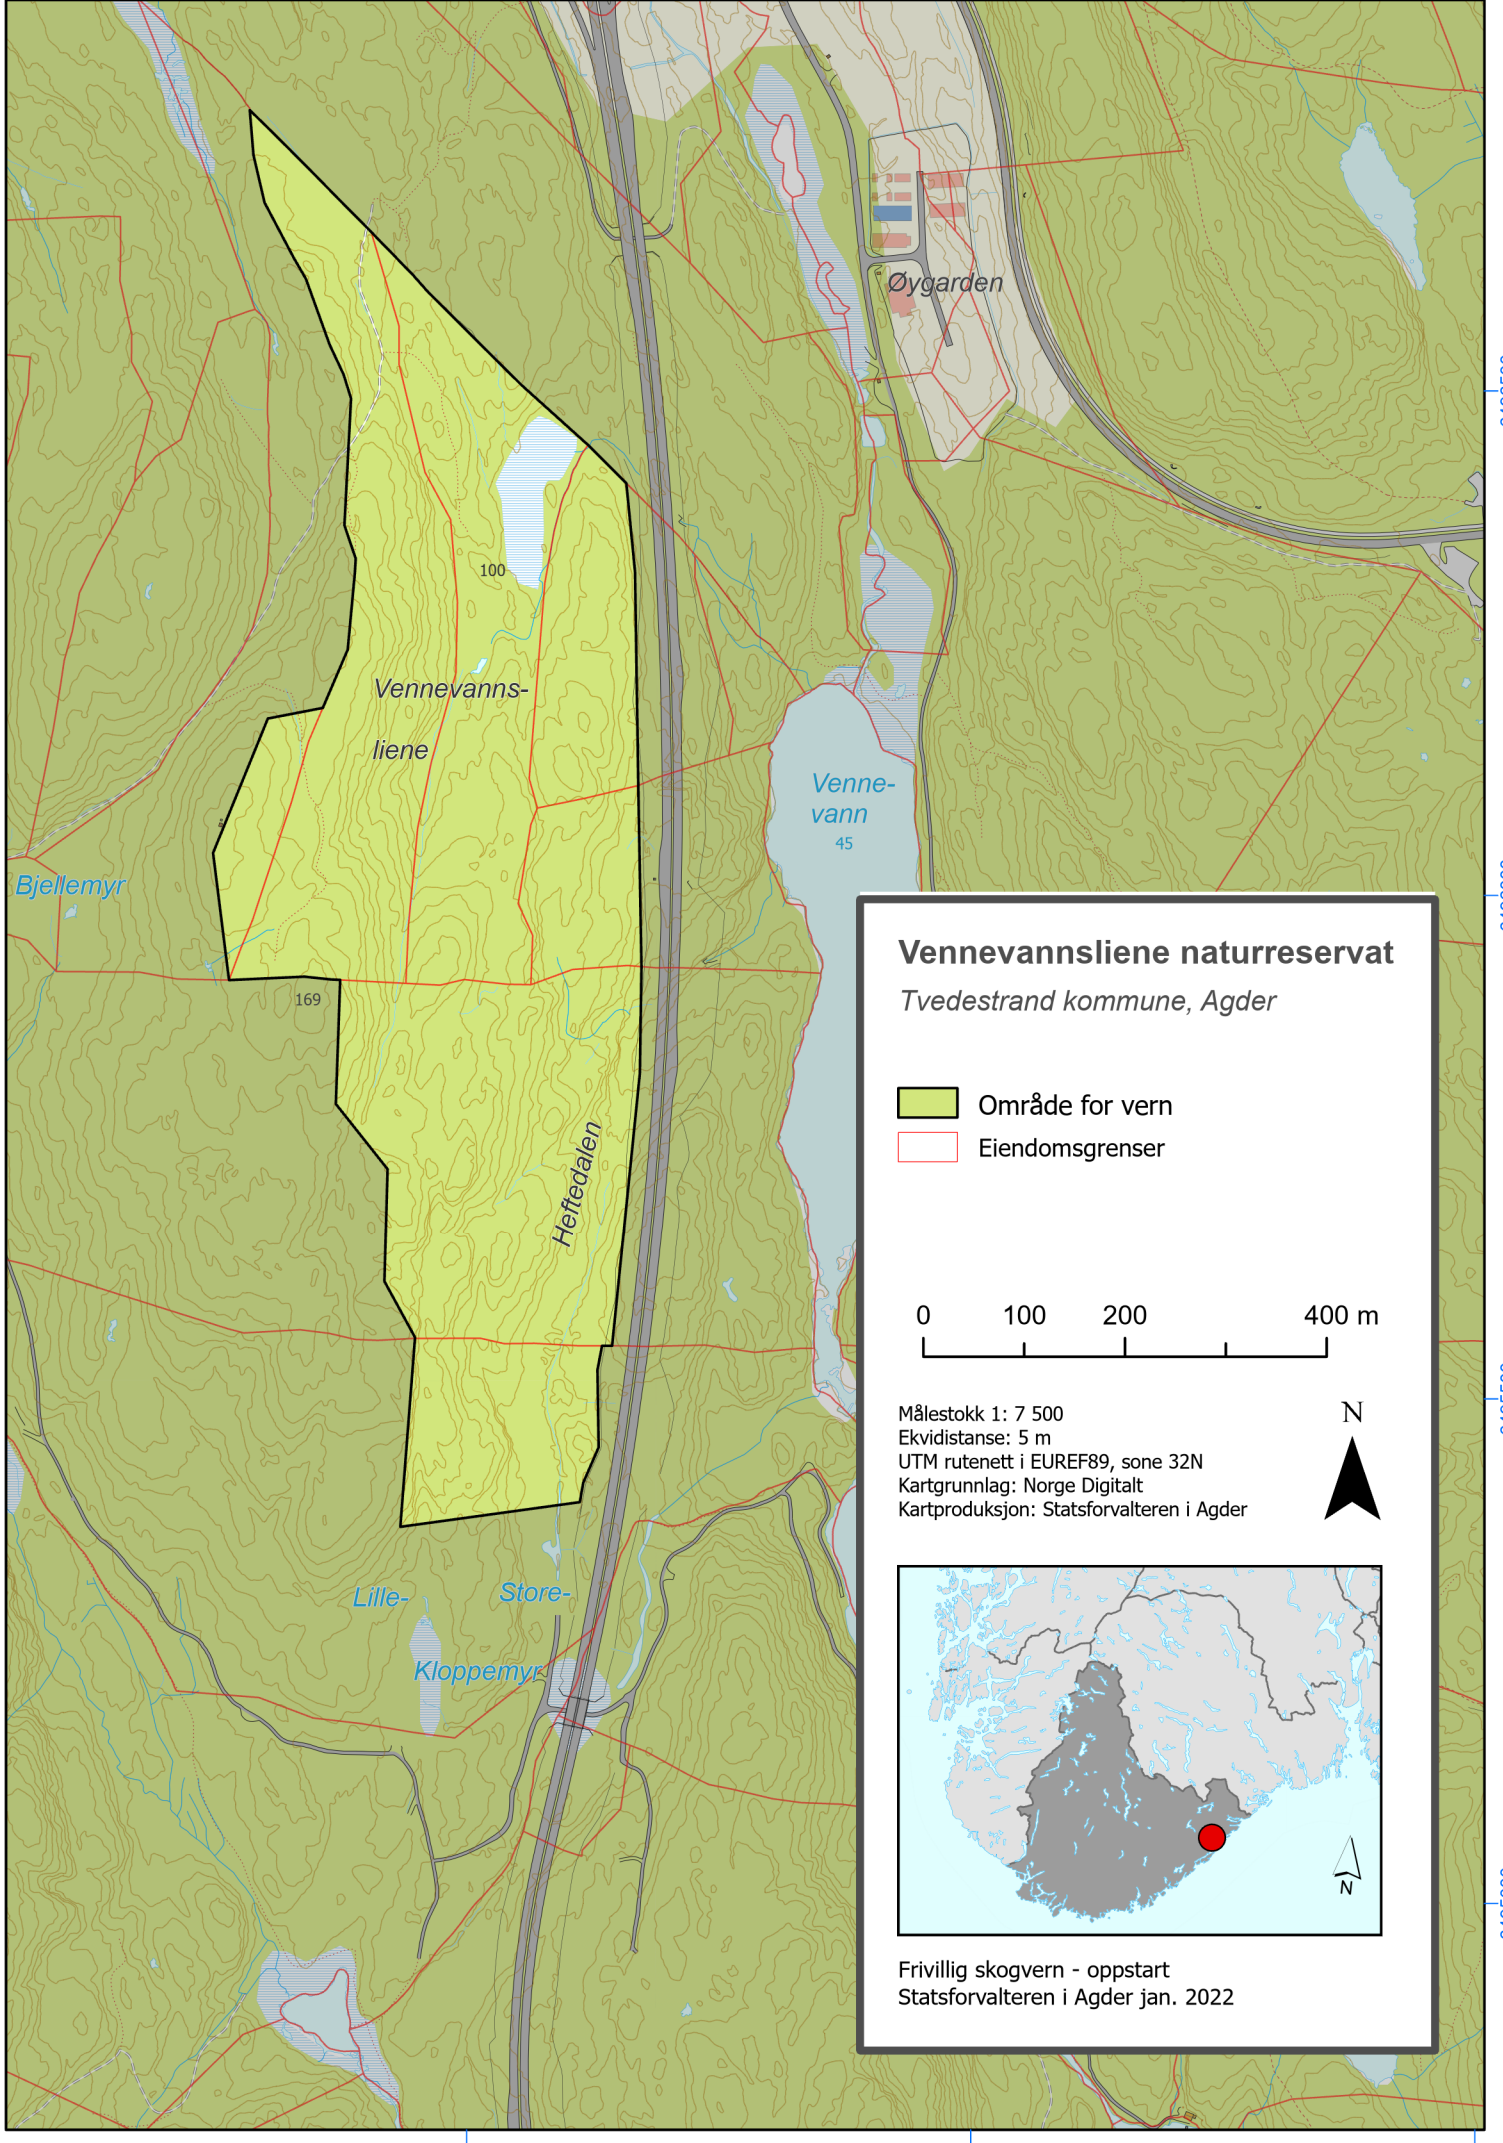 Øygarden
100
Vennevanns-
liene
Venne-
vann
45
Bjellemyr
169
Heftedalen
Lille-
Store-
Kloppemyr
Vennevannsliene naturreservat
Tvedestrand kommune, Agder
Område for vern
Eiendomsgrenser
0 100 200 400 m
Målestokk 1: 7 500
Ekvidistanse: 5 m
UTM rutenett i EUREF89, sone 32N
Kartgrunnlag: Norge Digitalt
Kartproduksjon: Statsforvalteren i Agder
N
N
Frivillig skogvern - oppstart
Statsforvalteren i Agder jan. 2022